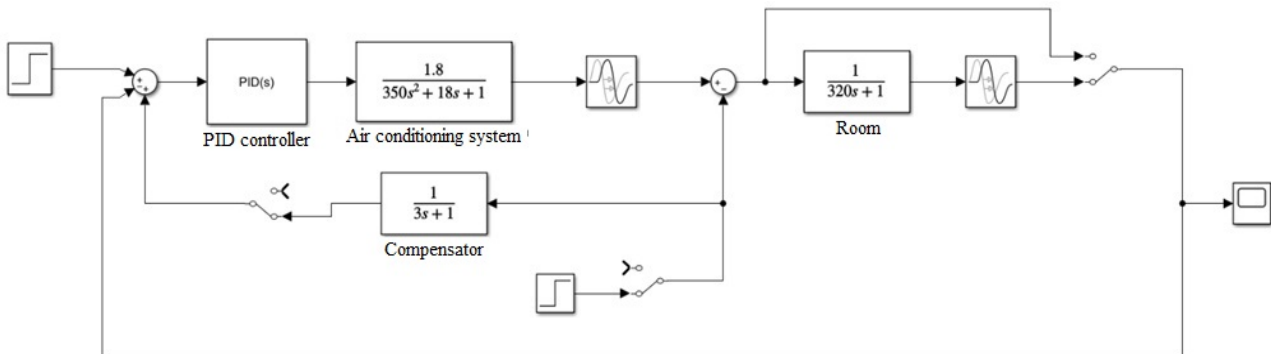 PID(s)
PID controller
1.8
350s² + 18s + 1
Air conditioning system
1
320s + 1
Room
1
3s + 1
Compensator